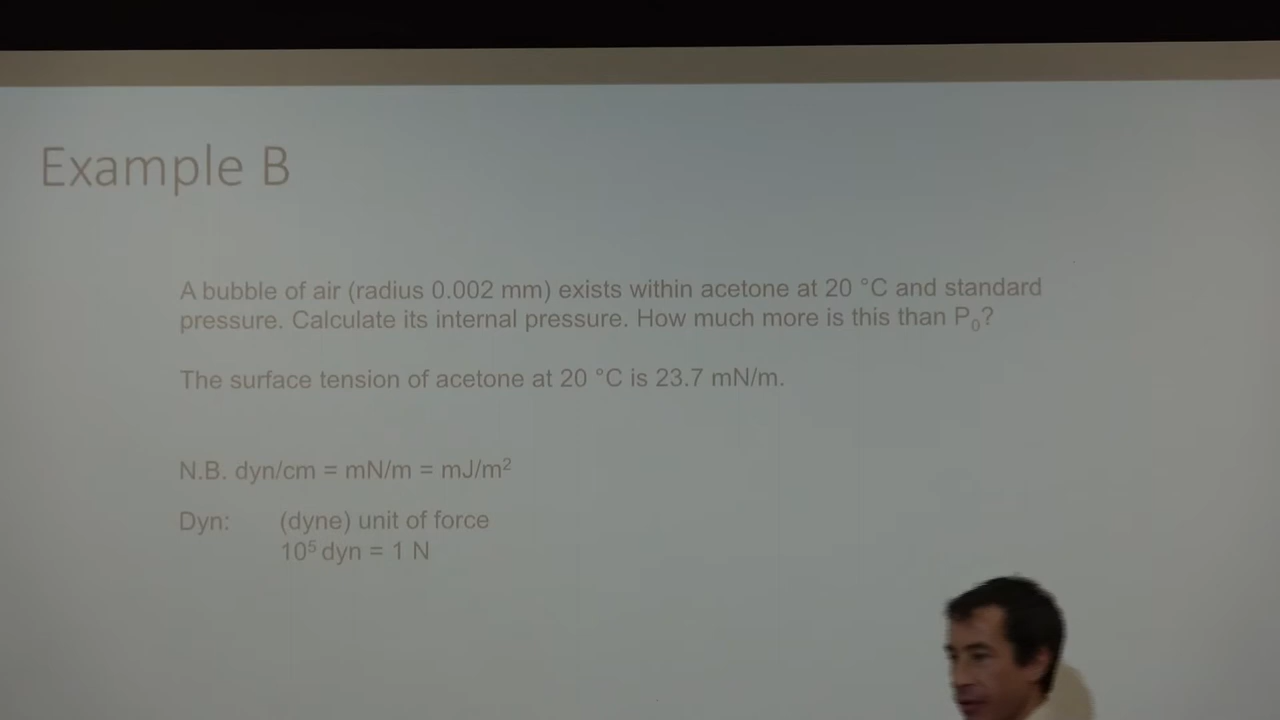 Example B
A bubble of air (radius 0.002 mm) exists within acetone at 20 °C and standard
pressure. Calculate its internal pressure. How much more is this than P₀?
The surface tension of acetone at 20 °C is 23.7 mN/m.
N.B. dyn/cm = mN/m = mJ/m²
Dyn: (dyne) unit of force
10⁵ dyn = 1 N